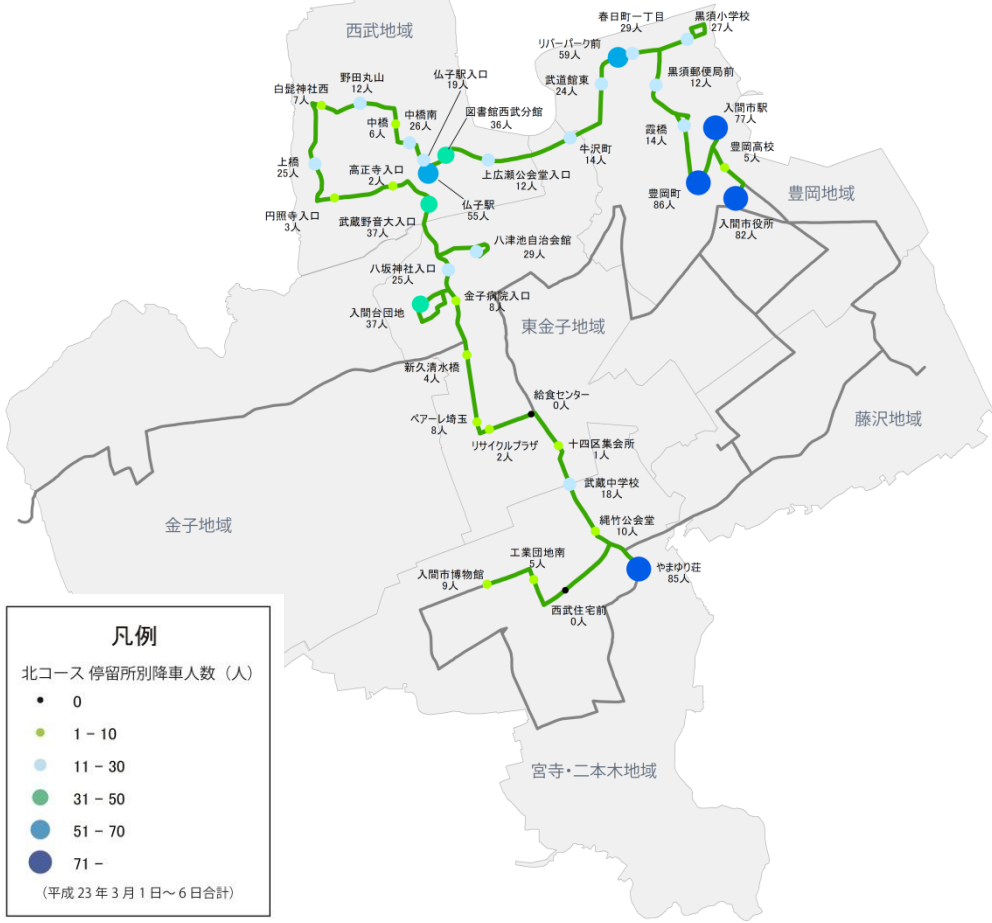 西武地域
春日町一丁目
29人
黒須小学校
27人
リバーパーク前
59人
武道館東
24人
黒須郵便局前
12人
入間市駅
77人
仏子駅入口
19人
野田丸山
12人
白髭神社西
7人
中橋
6人
中橋南
26人
図書館西武分館
36人
牛沢町
14人
霞橋
14人
豊岡高校
5人
上橋
25人
高正寺入口
2人
上広瀬公会堂入口
12人
豊岡町
86人
豊岡地域
円照寺入口
3人
武蔵野音大入口
37人
仏子駅
55人
入間市役所
82人
八津池自治会館
29人
八坂神社入口
25人
金子病院入口
8人
入間台団地
37人
東金子地域
新久清水橋
4人
給食センター
0人
ペアーレ埼玉
8人
リサイクルプラザ
2人
十四区集会所
1人
藤沢地域
武蔵中学校
18人
金子地域
縄竹公会堂
10人
工業団地南
5人
入間市博物館
9人
やまゆり荘
85人
西武住宅前
0人
宮寺・二本木地域
凡例
北コース 停留所別降車人数（人）
0
1 – 10
11 – 30
31 – 50
51 – 70
71 –
（平成 23 年 3 月 1 日～ 6 日合計）